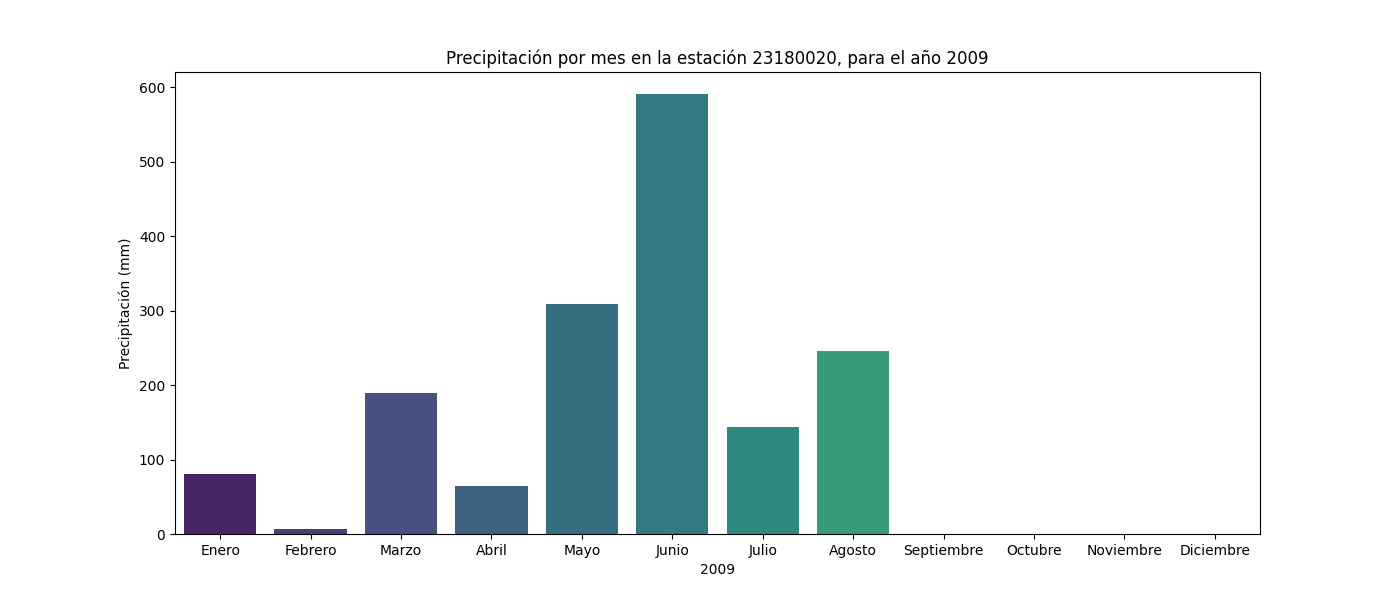 Precipitación por mes en la estación 23180020, para el año 2009
Precipitación (mm)
600
500
400
300
200
100
0
Enero Febrero Marzo Abril Mayo Junio Julio Agosto Septiembre Octubre Noviembre Diciembre
2009